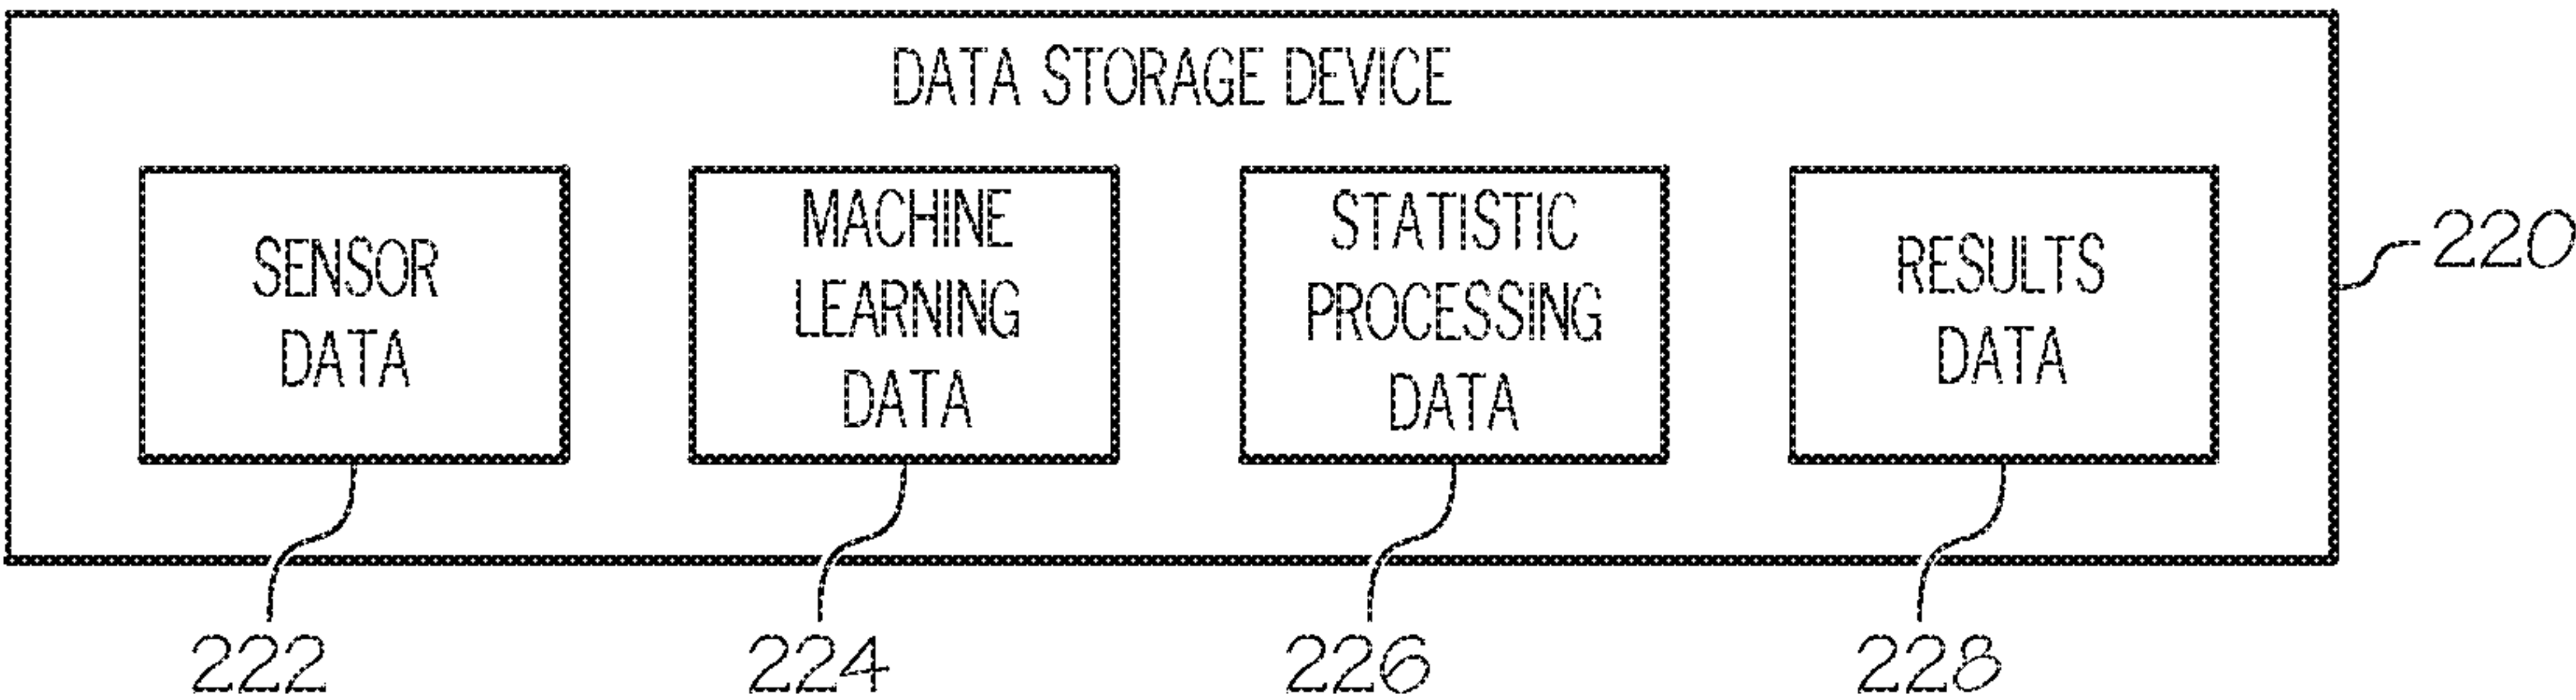 DATA STORAGE DEVICE
SENSOR
DATA
MACHINE
LEARNING
DATA
STATISTIC
PROCESSING
DATA
RESULTS
DATA
220
222
224
226
228